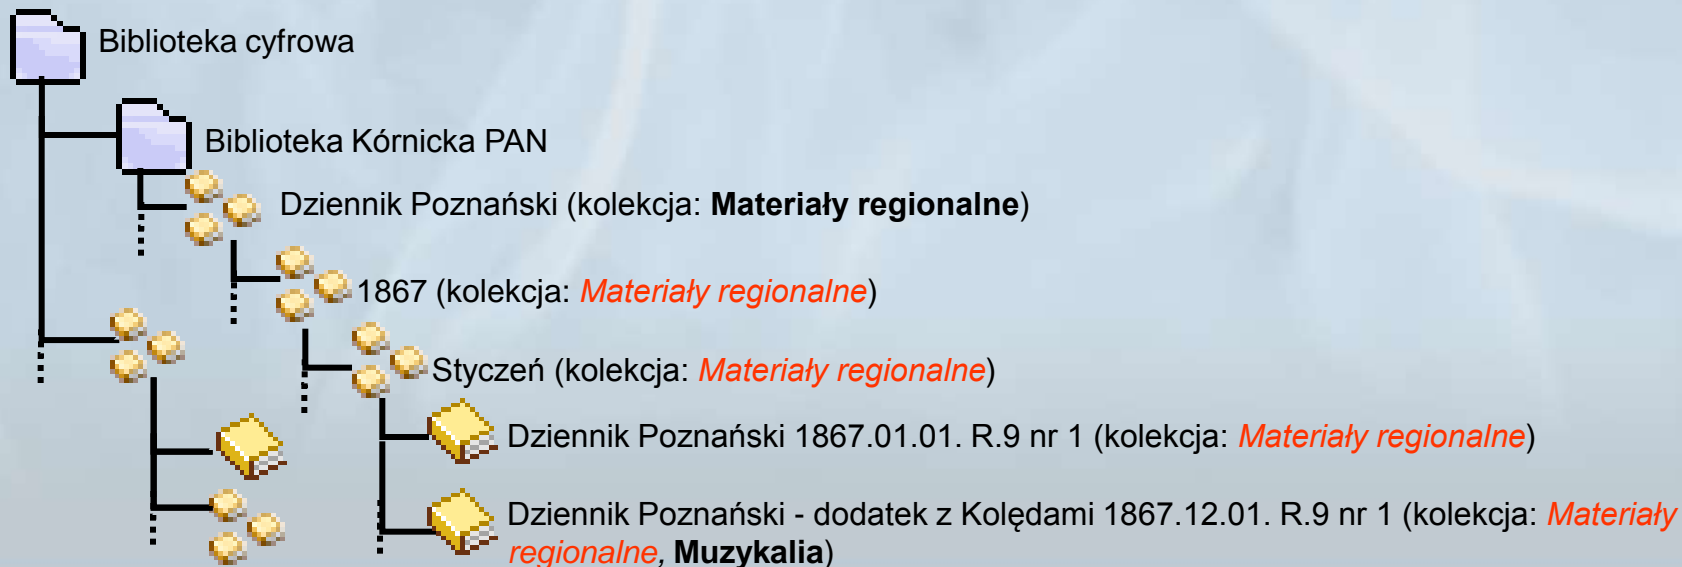 Biblioteka cyfrowa
Biblioteka Kórnicka PAN
Dziennik Poznański (kolekcja: Materiały regionalne)
1867 (kolekcja: Materiały regionalne)
Styczeń (kolekcja: Materiały regionalne)
Dziennik Poznański 1867.01.01. R.9 nr 1 (kolekcja: Materiały regionalne)
Dziennik Poznański - dodatek z Kolędami 1867.12.01. R.9 nr 1 (kolekcja: Materiały
regionalne, Muzykalia)